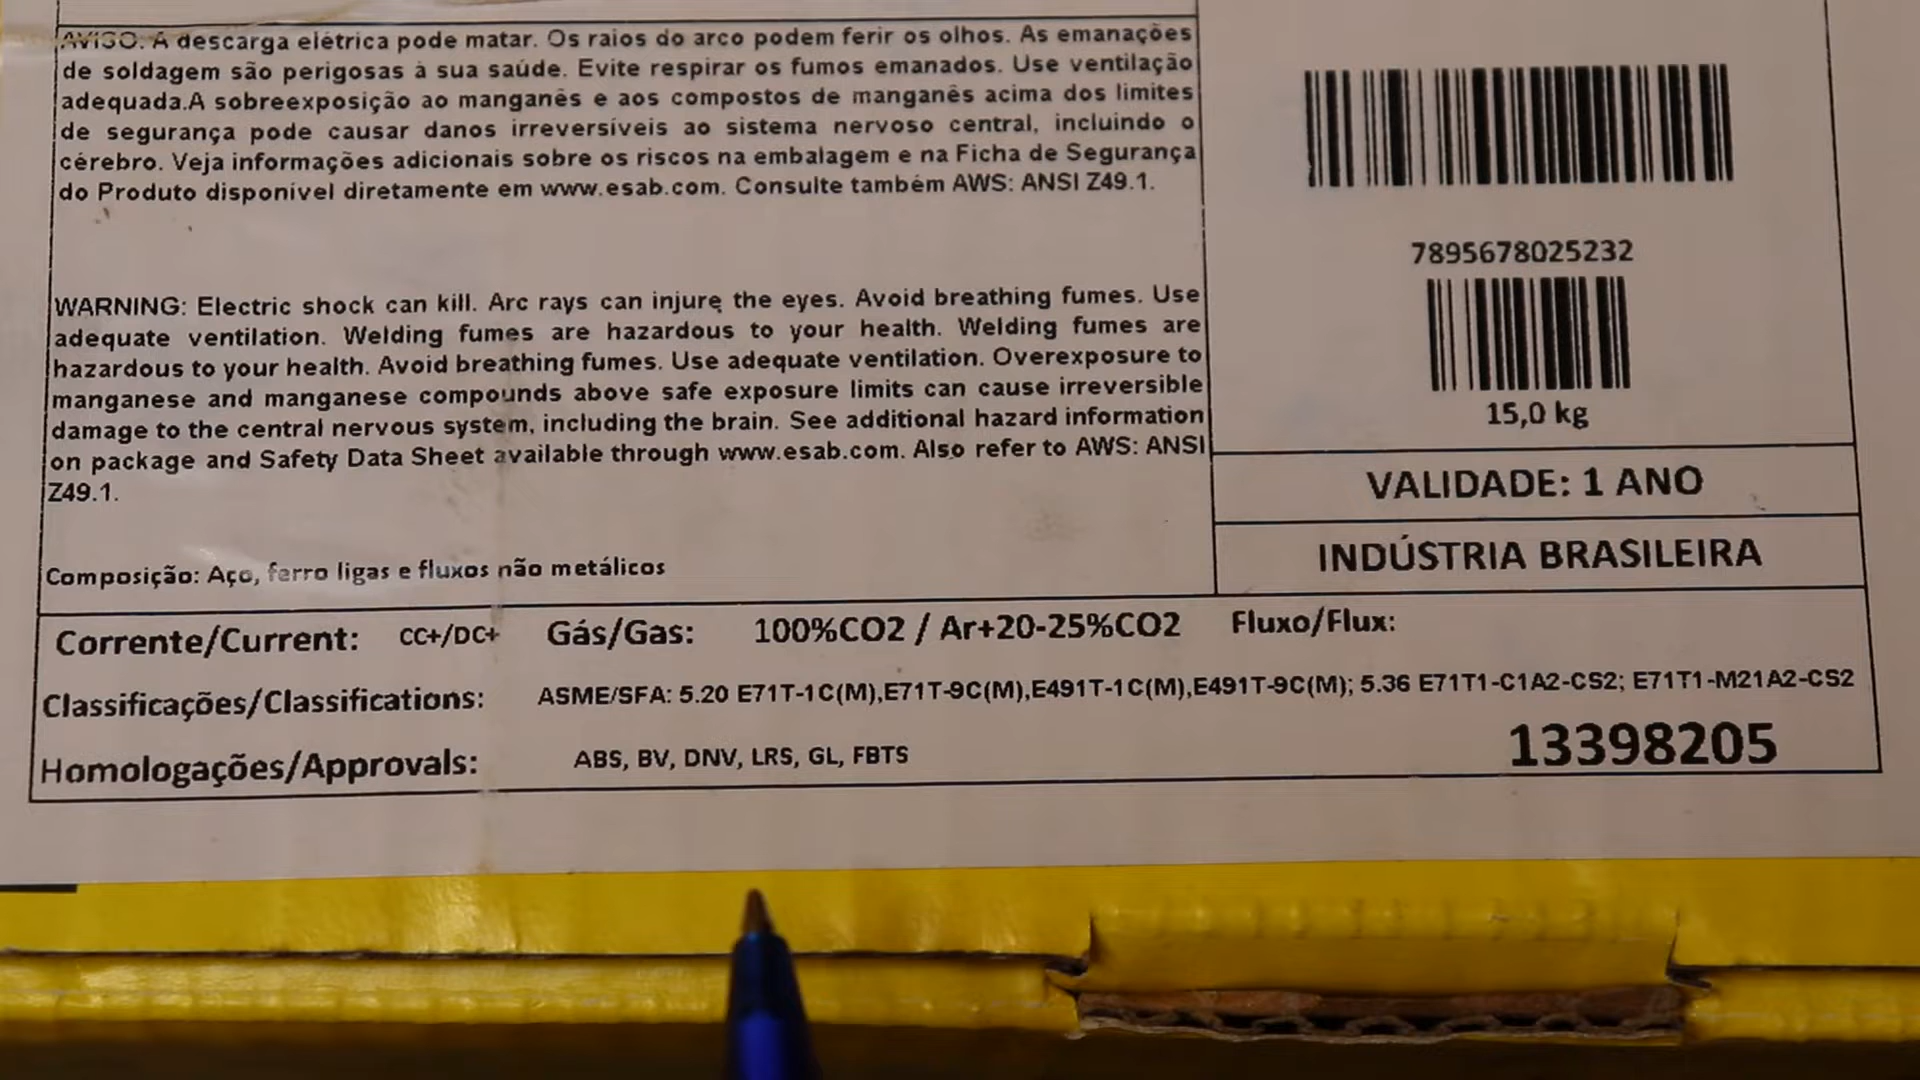 AVISO: A descarga elétrica pode matar. Os raios do arco podem ferir os olhos. As emanações
de soldagem são perigosas à sua saúde. Evite respirar os fumos emanados. Use ventilação
adequada.A sobreexposição ao manganês e aos compostos de manganês acima dos limites
de segurança pode causar danos irreversíveis ao sistema nervoso central, incluindo o
cérebro. Veja informações adicionais sobre os riscos na embalagem e na Ficha de Segurança
do Produto disponível diretamente em www.esab.com. Consulte também AWS: ANSI Z49.1.
WARNING: Electric shock can kill. Arc rays can injure the eyes. Avoid breathing fumes. Use
adequate ventilation. Welding fumes are hazardous to your health. Welding fumes are
hazardous to your health. Avoid breathing fumes. Use adequate ventilation. Overexposure to
manganese and manganese compounds above safe exposure limits can cause irreversible
damage to the central nervous system, including the brain. See additional hazard information
on package and Safety Data Sheet available through www.esab.com. Also refer to AWS: ANSI
Z49.1.
Composição: Aço, ferro ligas e fluxos não metálicos
7895678025232
15,0 kg
VALIDADE: 1 ANO
INDÚSTRIA BRASILEIRA
Corrente/Current: CC+/DC+ Gás/Gas: 100%CO2 / Ar+20-25%CO2 Fluxo/Flux:
Classificações/Classifications: ASME/SFA: 5.20 E71T-1C(M),E71T-9C(M),E491T-1C(M),E491T-9C(M); 5.36 E71T1-C1A2-CS2; E71T1-M21A2-CS2
Homologações/Approvals: ABS, BV, DNV, LRS, GL, FBTS
13398205